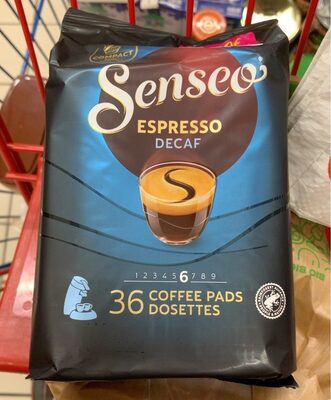 COMPACT
Senseo
ESPRESSO
DECAF
1 2 3 4 5 6 7 8 9
36 COFFEE PADS
DOSETTES